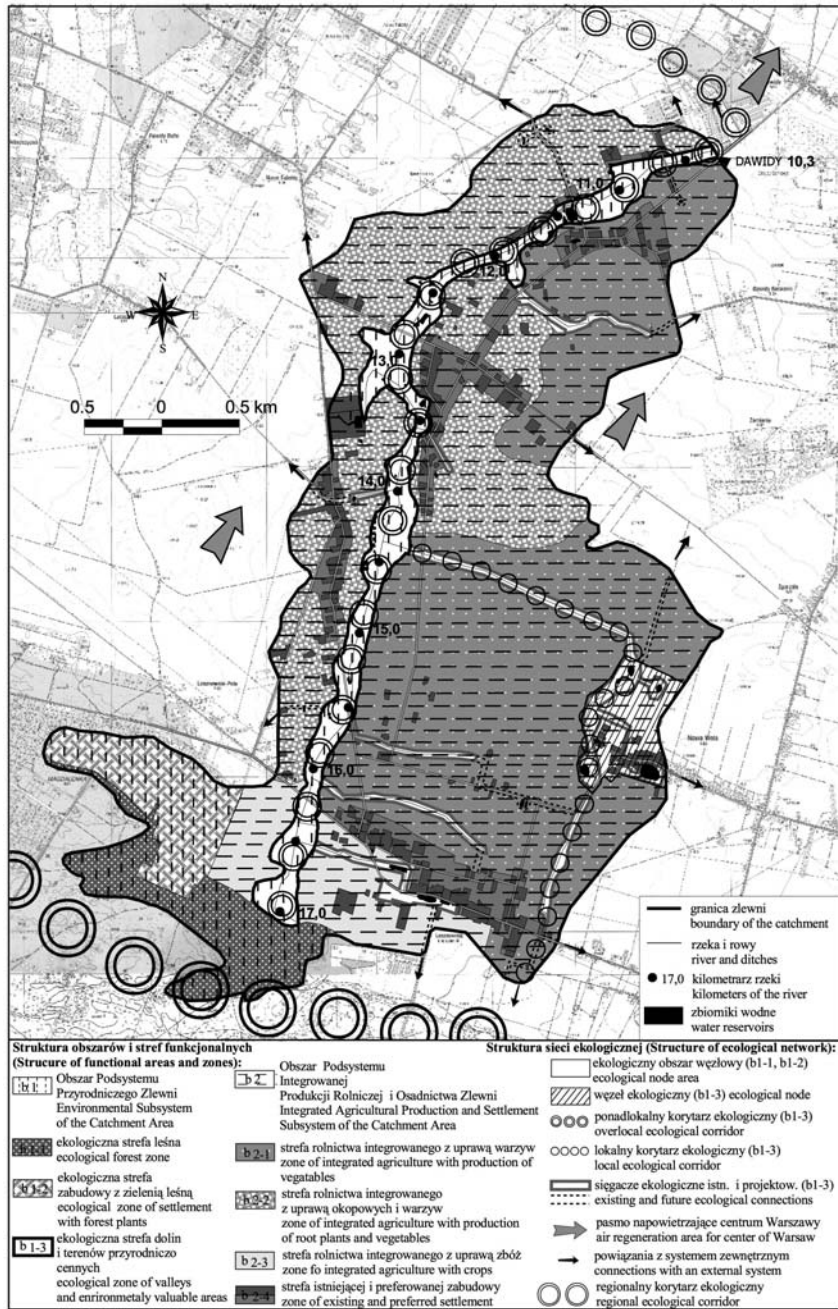 DAWIDY 10,3
11,0
12,0
N
W E
S
13,0
0.5 0 0.5 km
14,0
15,0
Nowa Wola
16,0
17,0
granica zlewni
boundary of the catchment
rzeka i rowy
river and ditches
17,0 kilometrarz rzeki
kilometers of the river
zbiorniki wodne
water reservoirs
Struktura obszarów i stref funkcjonalnych
(Strucure of functional areas and zones):
b 1 Obszar Podsystemu
Przyrodniczego Zlewni
Environmental Subsystem
of the Catchment Area
ekologiczna strefa leśna
ecological forest zone
b1-2 ekologiczna strefa
zabudowy z zielenią leśną
ecological zone of settlement
with forest plants
b1-3 ekologiczna strefa dolin
i terenów przyrodniczo
cennych
ecological zone of valleys
and enrironmetaly valuable areas
b 2 Obszar Podsystemu
Integrowanej
Produkcji Rolniczej i Osadnictwa Zlewni
Integrated Agricultural Production and Settlement
Subsystem of the Catchment Area
b 2-1 strefa rolnictwa integrowanego z uprawą warzyw
zone of integrated agriculture with production of
vegatables
b 2-2 strefa rolnictwa integrowanego
z uprawą okopowych i warzyw
zone of integrated agriculture with production
of root plants and vegetables
b 2-3 strefa rolnictwa integrowanego z uprawą zbóż
zone fo integrated agriculture with crops
b 2-4 strefa istniejącej i preferowanej zabudowy
zone of existing and preferred settlement
Struktura sieci ekologicznej (Structure of ecological network):
ekologiczny obszar węzłowy (b1-1, b1-2)
ecological node area
węzeł ekologiczny (b1-3) ecological node
ponadlokalny korytarz ekologiczny (b1-3)
overlocal ecological corridor
lokalny korytarz ekologiczny (b1-3)
local ecological corridor
sięgacze ekologiczne istn. i projektow. (b1-3)
existing and future ecological connections
pasmo napowietrzające centrum Warszawy
air regeneration area for center of Warsaw
powiązania z systemem zewnętrznym
connections with an external system
regionalny korytarz ekologiczny
regional ecological corridor